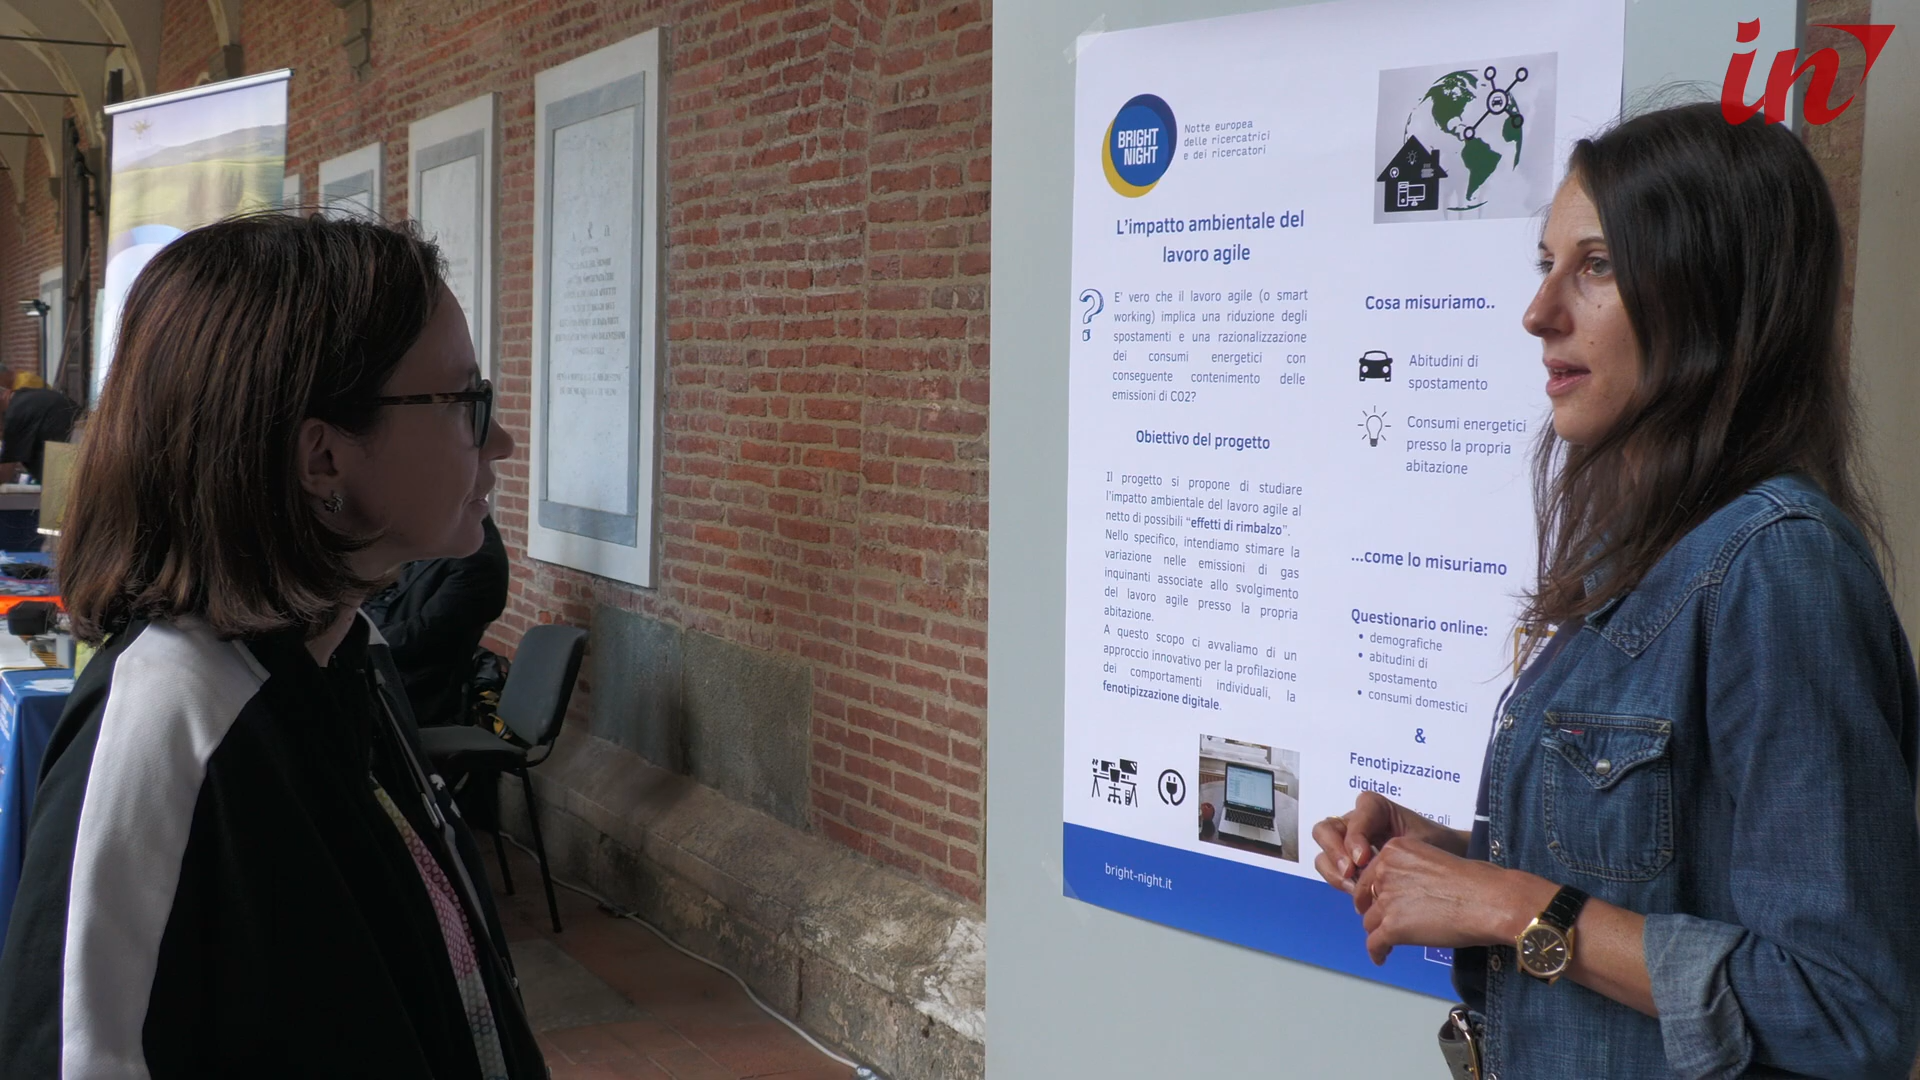 in
BRIGHT
NIGHT
Notte europea
delle ricercatrici
e dei ricercatori
L'impatto ambientale del
lavoro agile
?
E' vero che il lavoro agile (o smart
working) implica una riduzione degli
spostamenti e una razionalizzazione
dei consumi energetici con
conseguente contenimento delle
emissioni di CO2?
Obiettivo del progetto
Il progetto si propone di studiare
l'impatto ambientale del lavoro agile al
netto di possibili "effetti di rimbalzo".
Nello specifico, intendiamo stimare la
variazione nelle emissioni di gas
inquinanti associate allo svolgimento
del lavoro agile presso la propria
abitazione.
A questo scopo ci avvaliamo di un
approccio innovativo per la profilazione
dei comportamenti individuali, la
fenotipizzazione digitale.
bright-night.it
Cosa misuriamo..
Abitudini di
spostamento
Consumi energetici
presso la propria
abitazione
...come lo misuriamo
Questionario online:
• demografiche
• abitudini di
spostamento
• consumi domestici
&
Fenotipizzazione
digitale:
gli